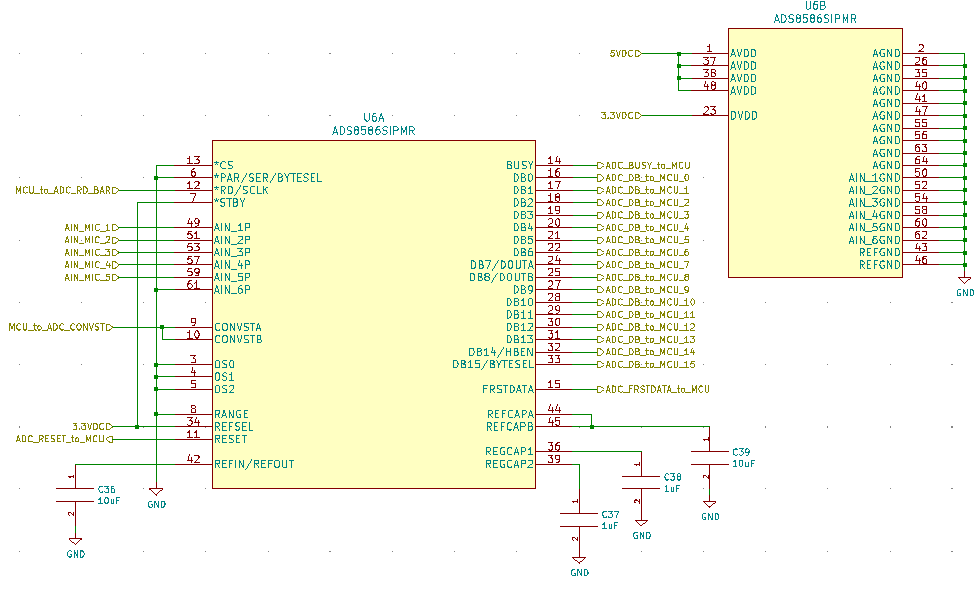 U6B
ADS8586SIPMR
5VDC
1
AVDD
37
AVDD
38
AVDD
48
AVDD
3.3VDC
23
DVDD
AGND
2
AGND
26
AGND
35
AGND
40
AGND
41
AGND
47
AGND
55
AGND
56
AGND
63
AGND
64
AIN_1GND
50
AIN_2GND
52
AIN_3GND
54
AIN_4GND
58
AIN_5GND
60
AIN_6GND
62
REFGND
43
REFGND
46
GND
U6A
ADS8586SIPMR
13
*CS
6
*PAR/SER/BYTESEL
MCU_to_ADC_RD_BAR
12
*RD/SCLK
7
*STBY
AIN_MIC_1
49
AIN_1P
AIN_MIC_2
51
AIN_2P
AIN_MIC_3
53
AIN_3P
AIN_MIC_4
57
AIN_4P
AIN_MIC_5
59
AIN_5P
61
AIN_6P
MCU_to_ADC_CONVST
9
CONVSTA
10
CONVSTB
3
OS0
4
OS1
5
OS2
8
RANGE
3.3VDC
34
REFSEL
ADC_RESET_to_MCU
11
RESET
42
REFIN/REFOUT
BUSY
14
ADC_BUSY_to_MCU
DB0
16
ADC_DB_to_MCU_0
DB1
17
ADC_DB_to_MCU_1
DB2
18
ADC_DB_to_MCU_2
DB3
19
ADC_DB_to_MCU_3
DB4
20
ADC_DB_to_MCU_4
DB5
21
ADC_DB_to_MCU_5
DB6
22
ADC_DB_to_MCU_6
DB7/DOUTA
24
ADC_DB_to_MCU_7
DB8/DOUTB
25
ADC_DB_to_MCU_8
DB9
27
ADC_DB_to_MCU_9
DB10
28
ADC_DB_to_MCU_10
DB11
29
ADC_DB_to_MCU_11
DB12
30
ADC_DB_to_MCU_12
DB13
31
ADC_DB_to_MCU_13
DB14/HBEN
32
ADC_DB_to_MCU_14
DB15/BYTESEL
33
ADC_DB_to_MCU_15
FRSTDATA
15
ADC_FRSTDATA_to_MCU
REFCAPA
44
REFCAPB
45
REGCAP1
36
REGCAP2
39
1
C39
10uF
2
GND
1
C38
1uF
2
GND
1
C37
1uF
2
GND
1
C36
10uF
2
GND
GND